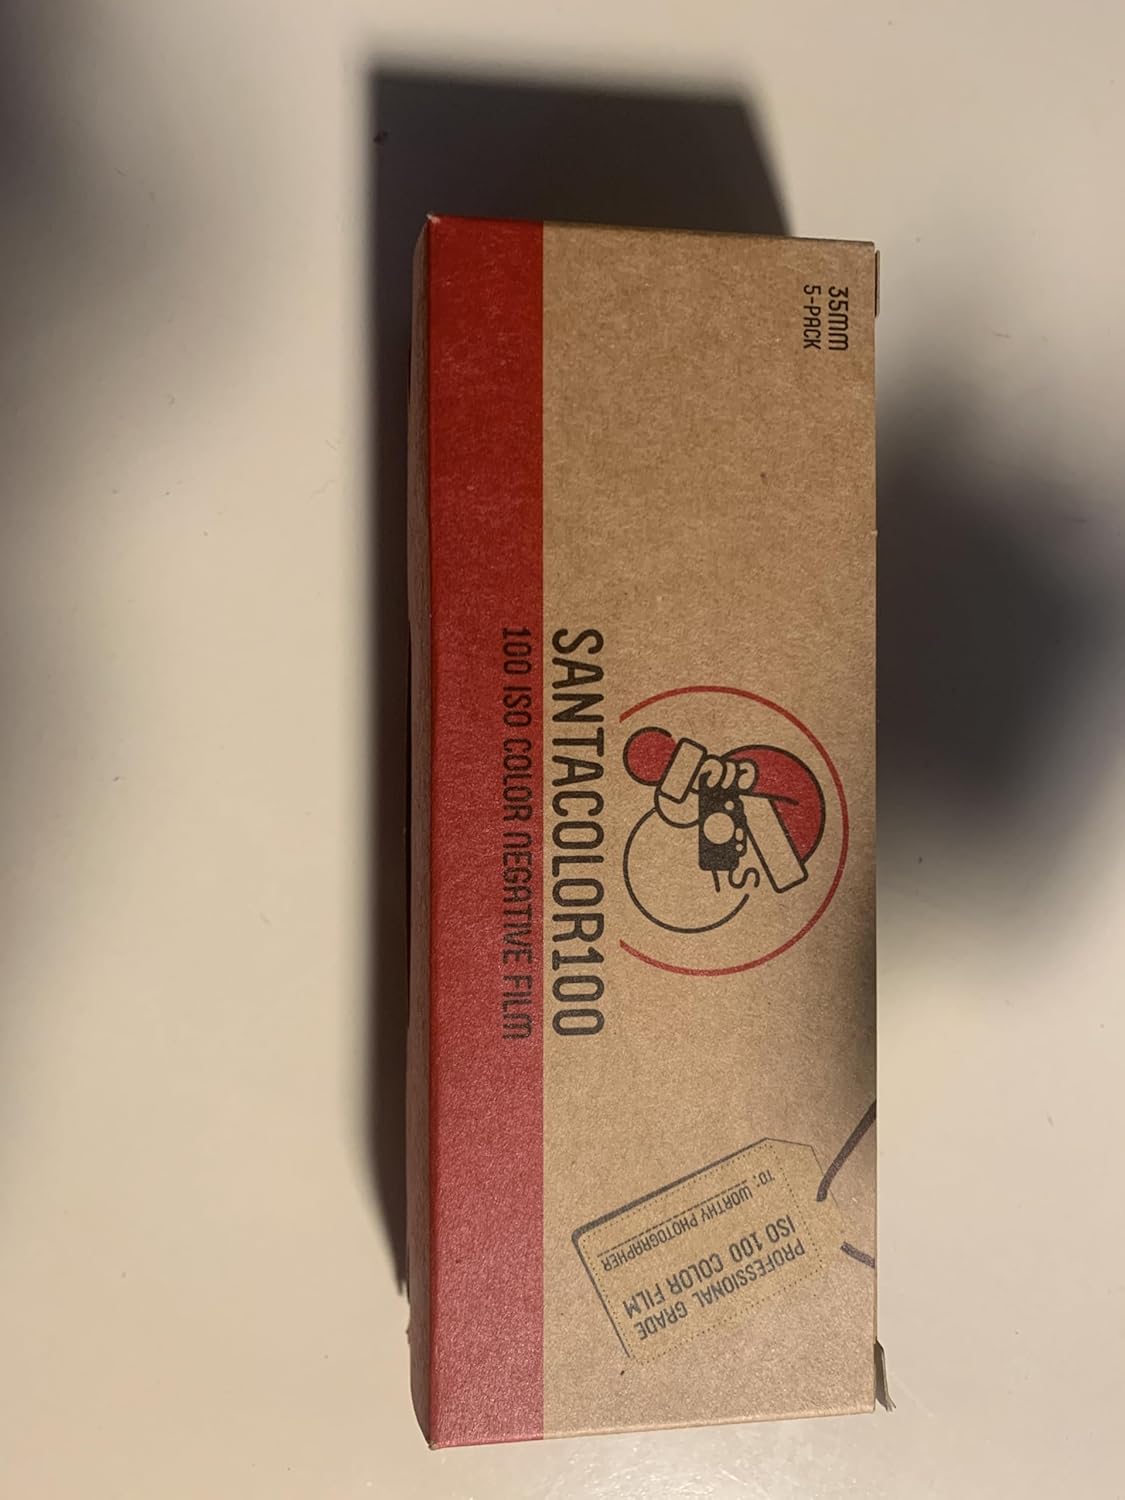 35MM
5-PACK
SANTACOLOR100
100 ISO COLOR NEGATIVE FILM
TO: WORTHY PHOTOGRAPHER
PROFESSIONAL GRADE
ISO 100 COLOR FILM